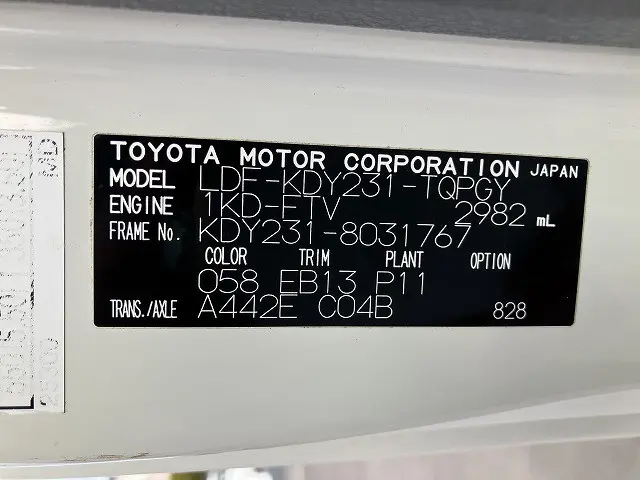 TOYOTA MOTOR CORPORATION JAPAN
MODEL LDF-KDY231-TQPGY
ENGINE 1KD-FTV 2982 mL
FRAME No. KDY231-8031767
COLOR TRIM PLANT OPTION
058 EB13 P11
TRANS./AXLE A442E C04B 828